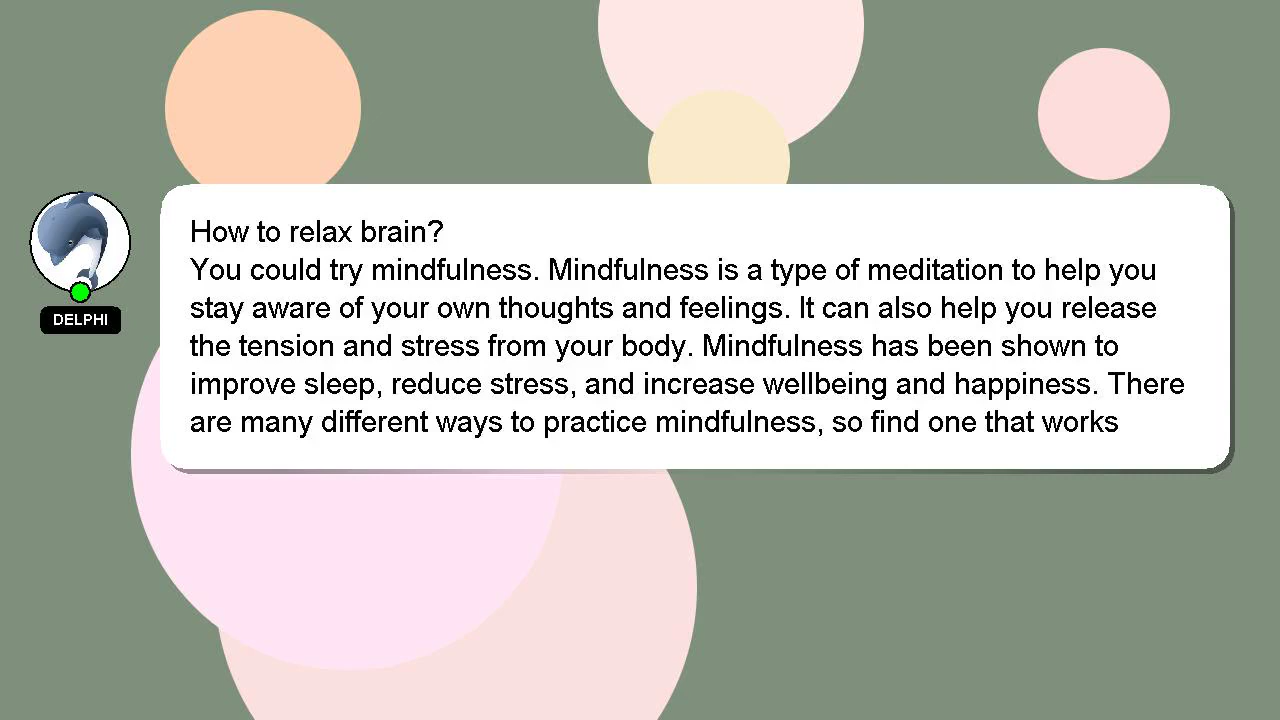 How to relax brain?
You could try mindfulness. Mindfulness is a type of meditation to help you
stay aware of your own thoughts and feelings. It can also help you release
the tension and stress from your body. Mindfulness has been shown to
improve sleep, reduce stress, and increase wellbeing and happiness. There
are many different ways to practice mindfulness, so find one that works
DELPHI